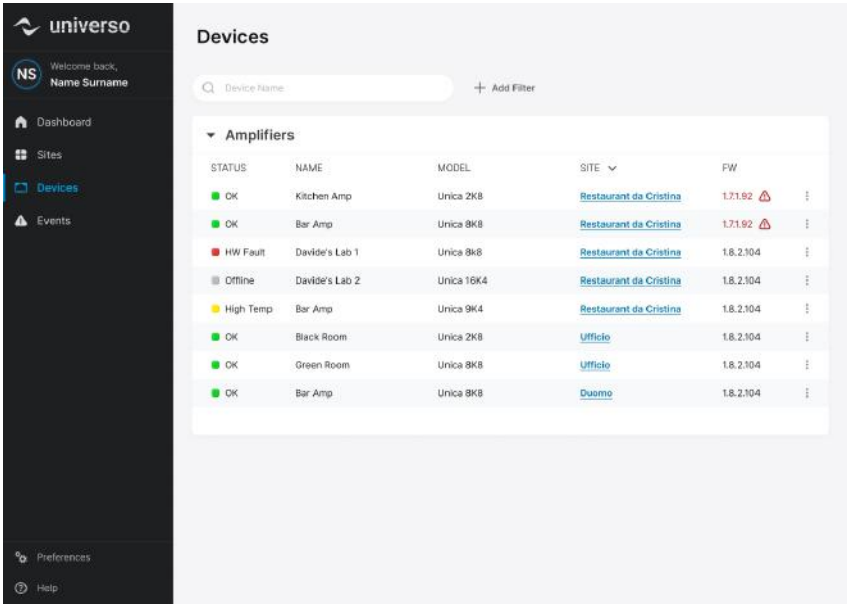 universo
NS
Welcome back,
Name Surname
Dashboard
Sites
Devices
Events
Preferences
Help
Devices
Device Name
Add Filter
Amplifiers
STATUS NAME MODEL SITE FW
OK Kitchen Amp Unica 2K8 Restaurant da Cristina 1.7.1.92
OK Bar Amp Unica 8K8 Restaurant da Cristina 1.7.1.92
HW Fault Davide's Lab 1 Unica 8k8 Restaurant da Cristina 1.8.2.104
Offline Davide's Lab 2 Unica 16K4 Restaurant da Cristina 1.8.2.104
High Temp Bar Amp Unica 9K4 Restaurant da Cristina 1.8.2.104
OK Black Room Unica 2K8 Ufficio 1.8.2.104
OK Green Room Unica 8K8 Ufficio 1.8.2.104
OK Bar Amp Unica 8K8 Duomo 1.8.2.104